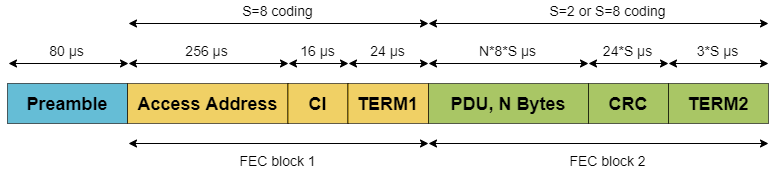 S=8 coding
S=2 or S=8 coding
80 μs
256 μs
16 μs
24 μs
N*8*S μs
24*S μs
3*S μs
Preamble
Access Address
CI
TERM1
PDU, N Bytes
CRC
TERM2
FEC block 1
FEC block 2